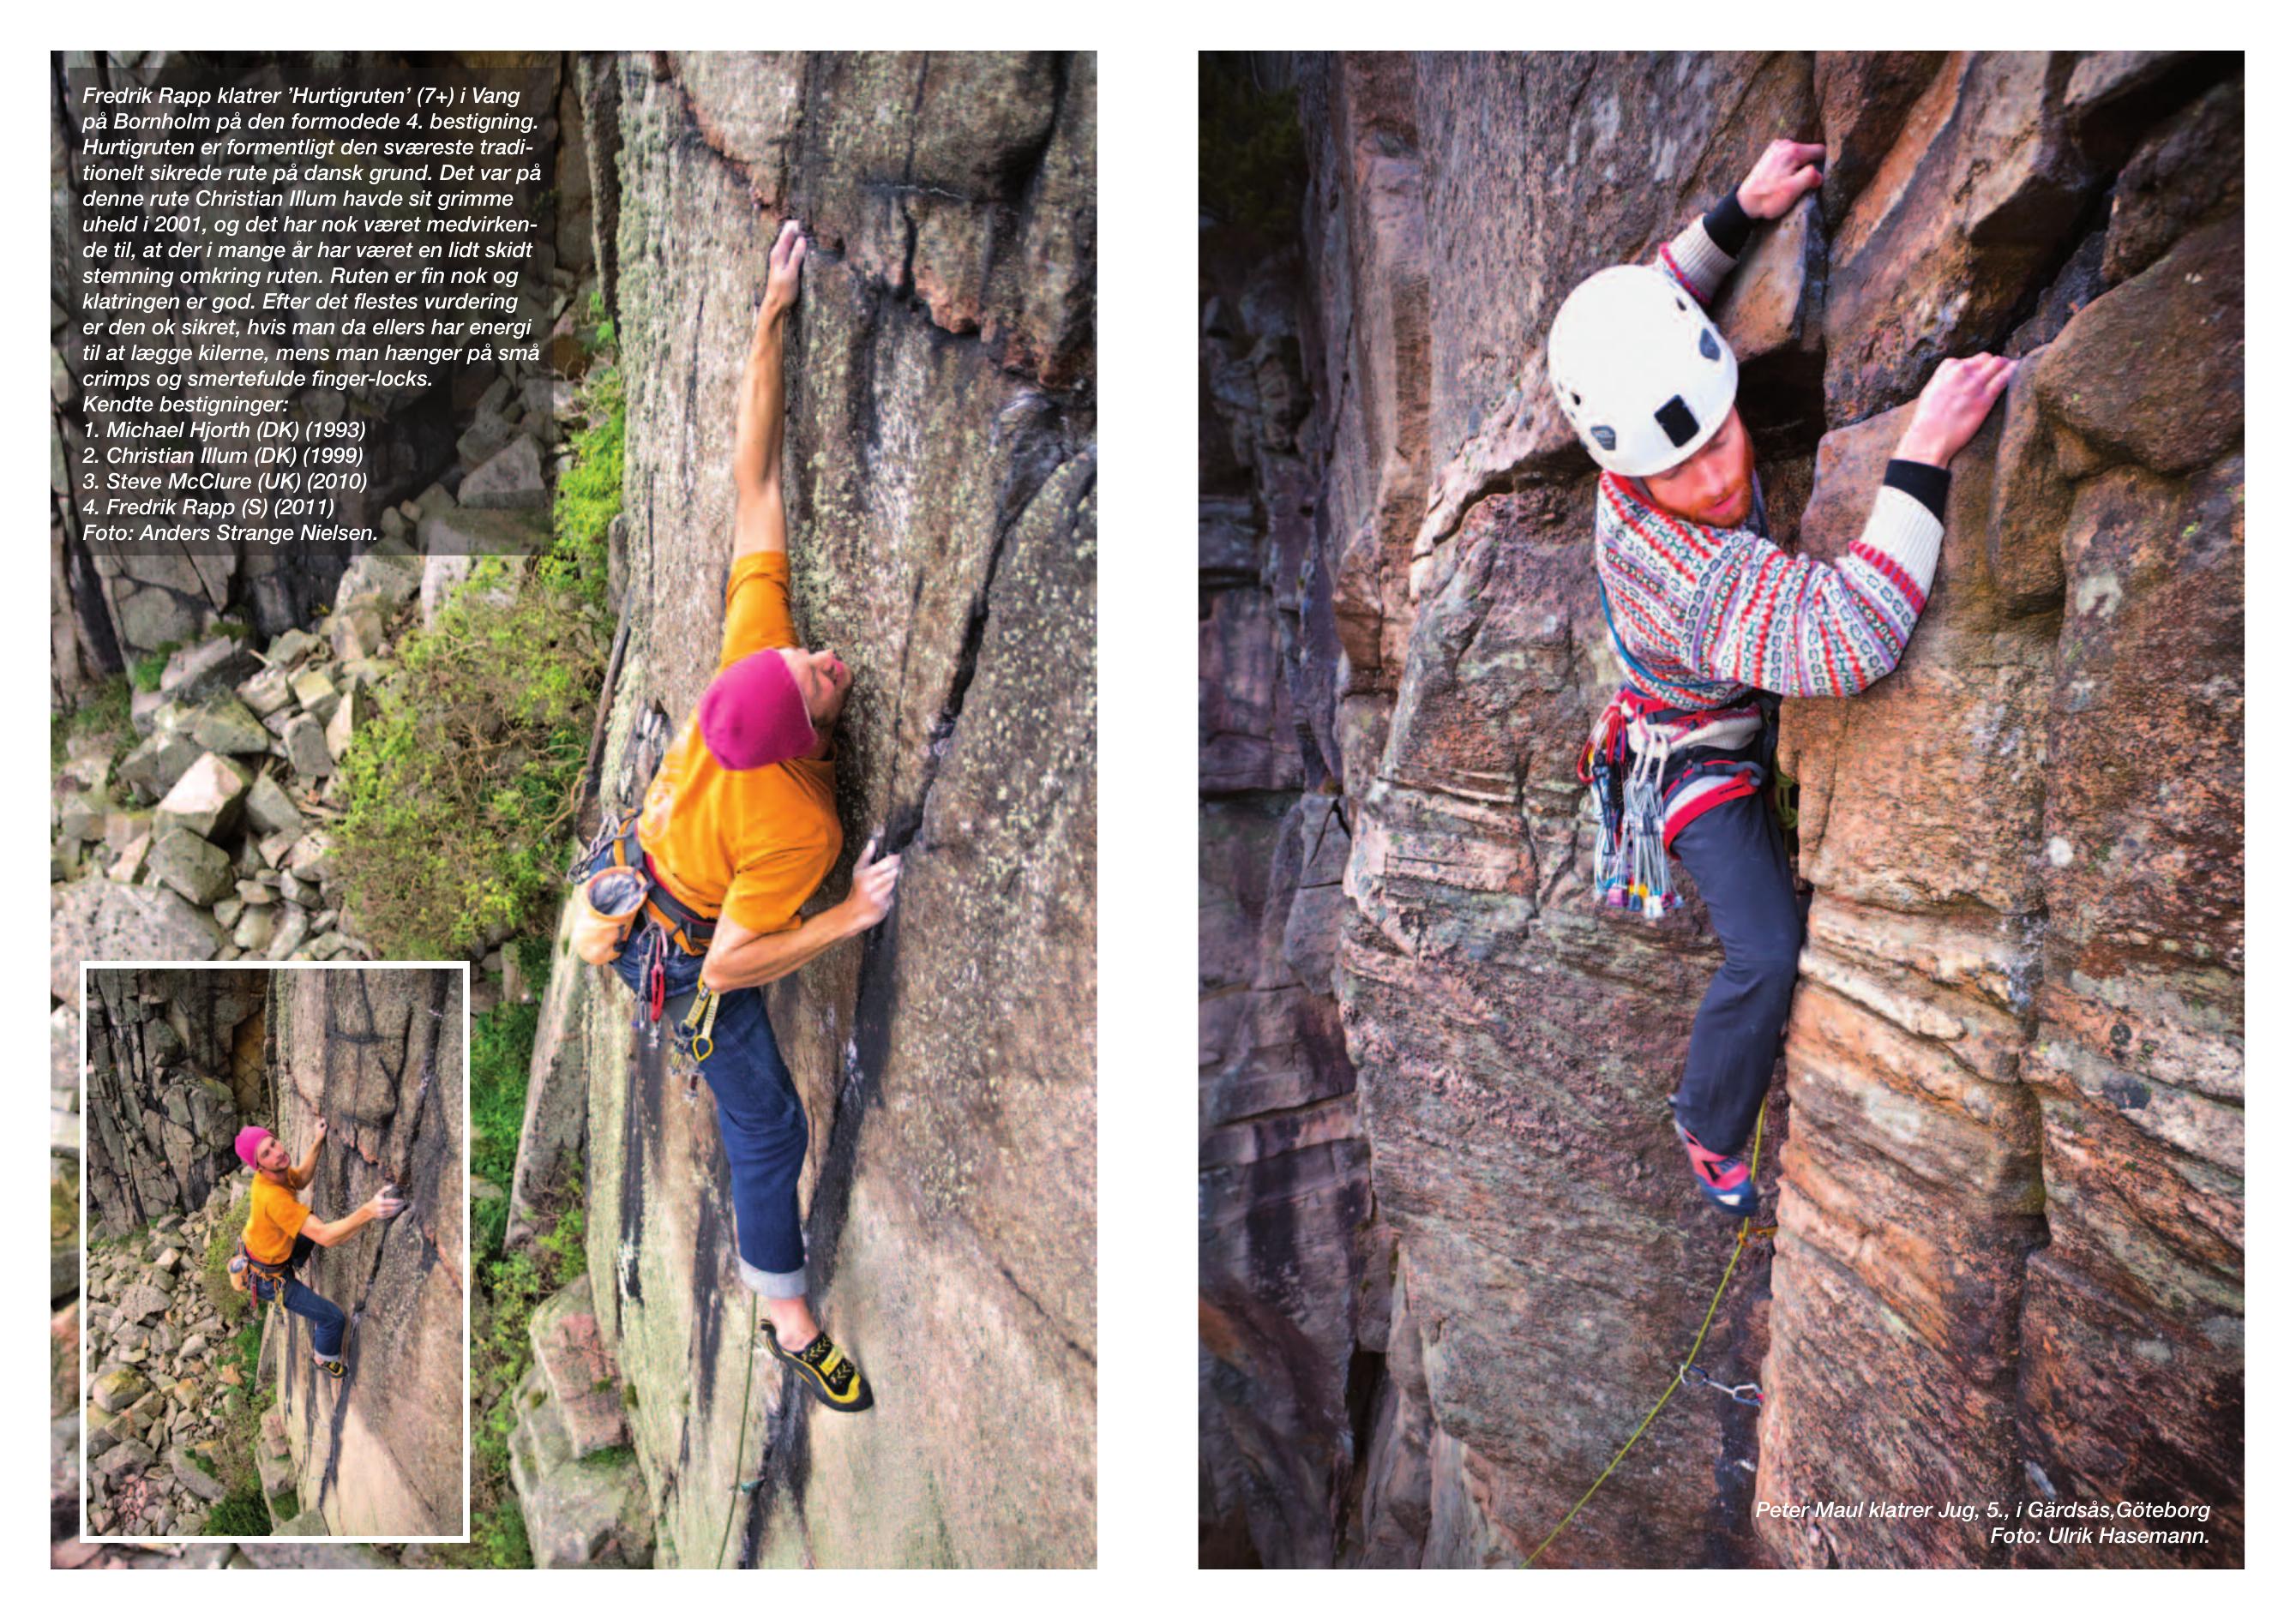 Fredrik Rapp klatrer ’Hurtigruten’ (7+) i Vang
på Bornholm på den formodede 4. bestigning.
Hurtigruten er formentligt den sværeste tradi-
tionelt sikrede rute på dansk grund. Det var på
denne rute Christian Illum havde sit grimme
uheld i 2001, og det har nok været medvirken-
de til, at der i mange år har været en lidt skidt
stemning omkring ruten. Ruten er fin nok og
klatringen er god. Efter det flestes vurdering
er den ok sikret, hvis man da ellers har energi
til at lægge kilerne, mens man hænger på små
crimps og smertefulde finger-locks.
Kendte bestigninger:
1. Michael Hjorth (DK) (1993)
2. Christian Illum (DK) (1999)
3. Steve McClure (UK) (2010)
4. Fredrik Rapp (S) (2011)
Foto: Anders Strange Nielsen.
Peter Maul klatrer Jug, 5., i Gärdsås,Göteborg
Foto: Ulrik Hasemann.